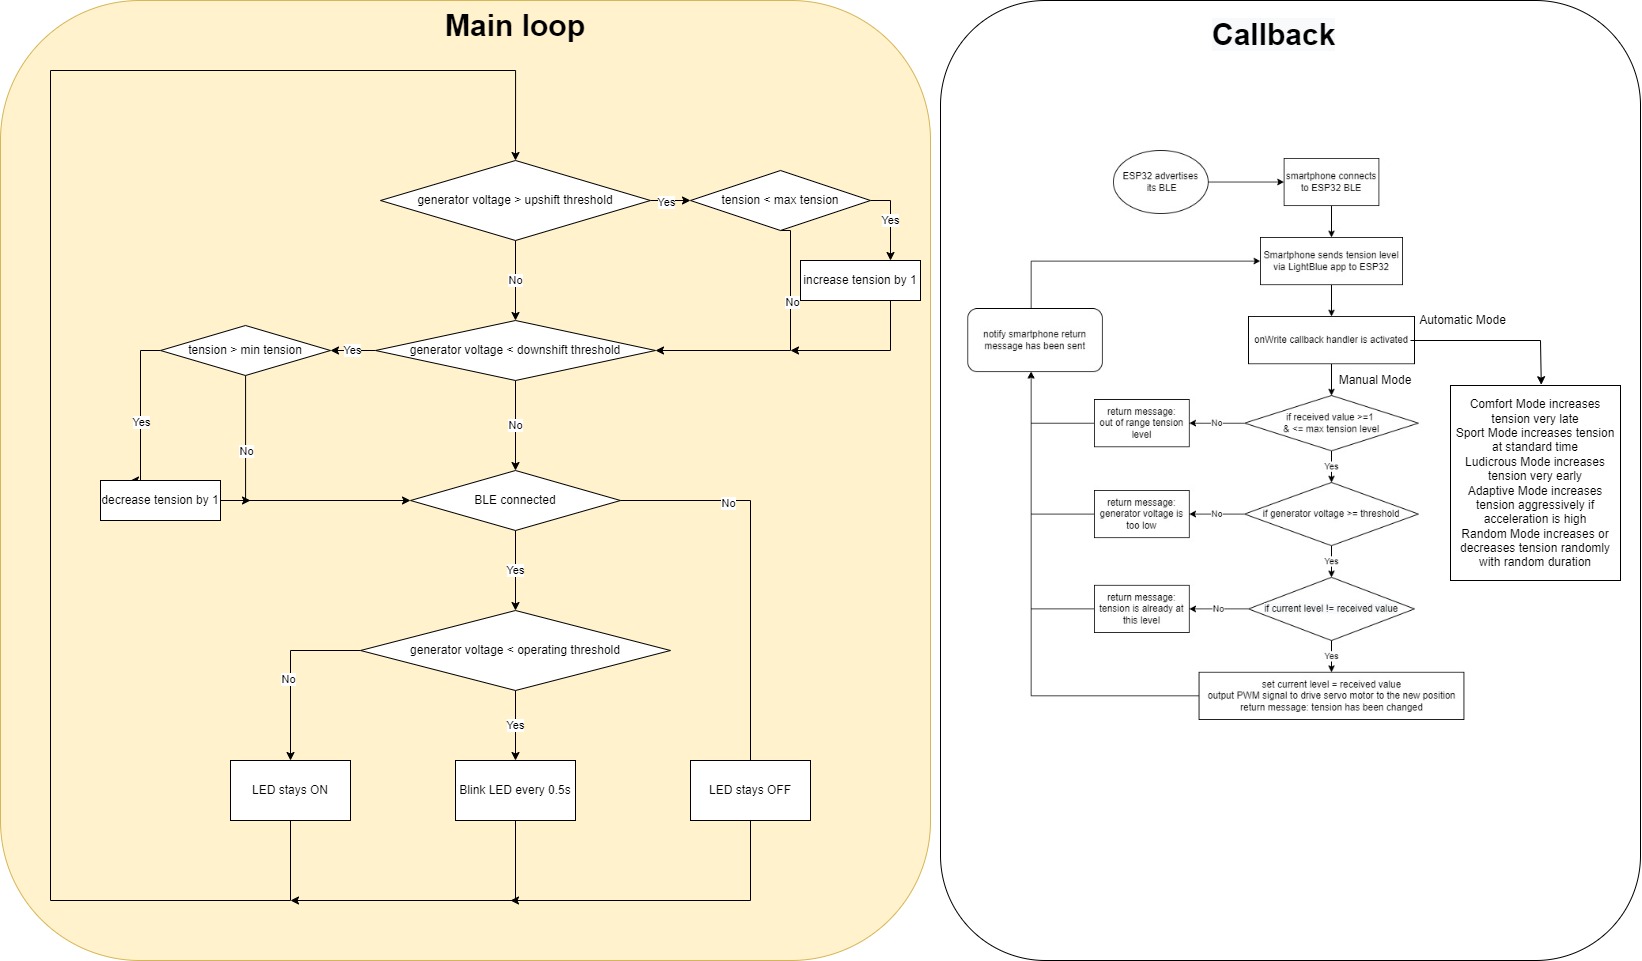 Main loop
generator voltage > upshift threshold
Yes
tension < max tension
Yes
increase tension by 1
No
No
tension > min tension
Yes
generator voltage < downshift threshold
Yes
No
No
decrease tension by 1
BLE connected
No
Yes
generator voltage < operating threshold
No
Yes
LED stays ON
Blink LED every 0.5s
LED stays OFF
Callback
ESP32 advertises
its BLE
smartphone connects
to ESP32 BLE
Smartphone sends tension level
via LightBlue app to ESP32
notify smartphone return
message has been sent
onWrite callback handler is activated
Automatic Mode
Manual Mode
return message:
out of range tension
level
No
if received value >=1
& <= max tension level
Yes
return message:
generator voltage is
too low
No
if generator voltage >= threshold
Yes
return message:
tension is already at
this level
No
if current level != received value
Yes
set current level = received value
output PWM signal to drive servo motor to the new position
return message: tension has been changed
Comfort Mode increases
tension very late
Sport Mode increases tension
at standard time
Ludicrous Mode increases
tension very early
Adaptive Mode increases
tension aggressively if
acceleration is high
Random Mode increases or
decreases tension randomly
with random duration